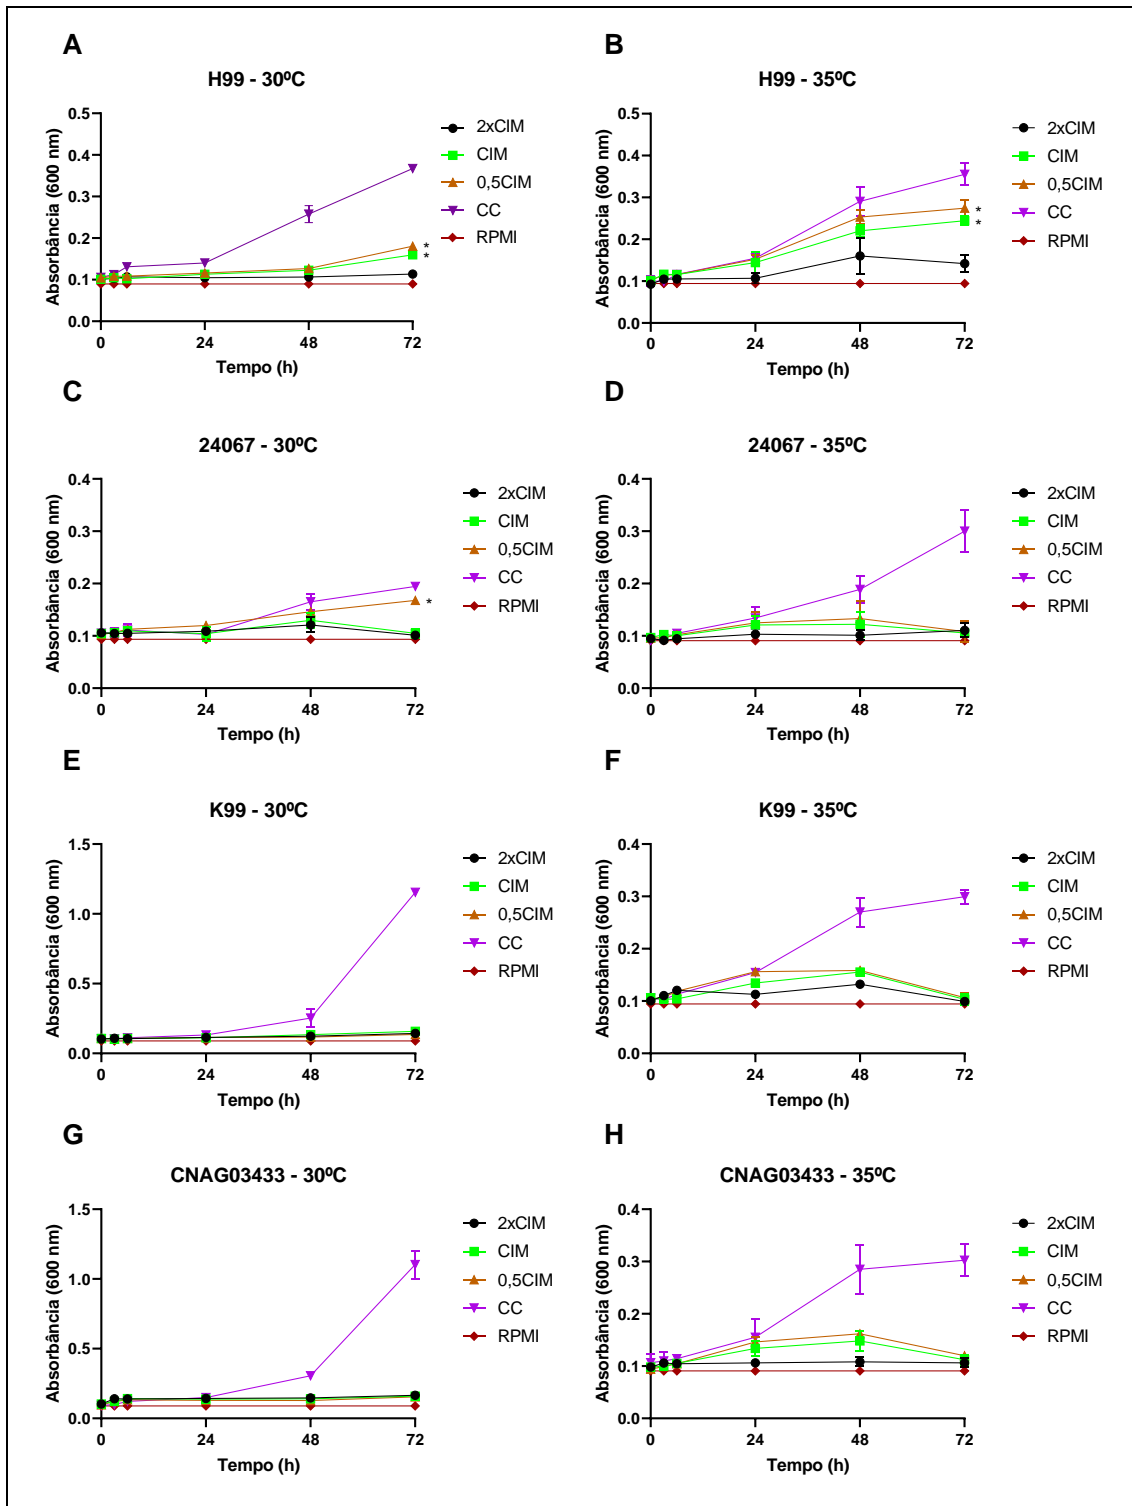 A
H99 - 30ºC
Absorbância (600 nm)
0.5
0.4
0.3
0.2
0.1
0.0
0 24 48 72
Tempo (h)
2xCIM
CIM
0,5CIM
CC
RPMI
*
*
B
H99 - 35ºC
Absorbância (600 nm)
0.5
0.4
0.3
0.2
0.1
0.0
0 24 48 72
Tempo (h)
2xCIM
CIM
0,5CIM
CC
RPMI
*
*
C
24067 - 30ºC
Absorbância (600 nm)
0.4
0.3
0.2
0.1
0.0
0 24 48 72
Tempo (h)
2xCIM
CIM
0,5CIM
CC
RPMI
*
D
24067 - 35ºC
Absorbância (600 nm)
0.4
0.3
0.2
0.1
0.0
0 24 48 72
Tempo (h)
2xCIM
CIM
0,5CIM
CC
RPMI
E
K99 - 30ºC
Absorbância (600 nm)
1.5
1.0
0.5
0.0
0 24 48 72
Tempo (h)
2xCIM
CIM
0,5CIM
CC
RPMI
F
K99 - 35ºC
Absorbância (600 nm)
0.4
0.3
0.2
0.1
0.0
0 24 48 72
Tempo (h)
2xCIM
CIM
0,5CIM
CC
RPMI
G
CNAG03433 - 30ºC
Absorbância (600 nm)
1.5
1.0
0.5
0.0
0 24 48 72
Tempo (h)
2xCIM
CIM
0,5CIM
CC
RPMI
H
CNAG03433 - 35ºC
Absorbância (600 nm)
0.4
0.3
0.2
0.1
0.0
0 24 48 72
Tempo (h)
2xCIM
CIM
0,5CIM
CC
RPMI